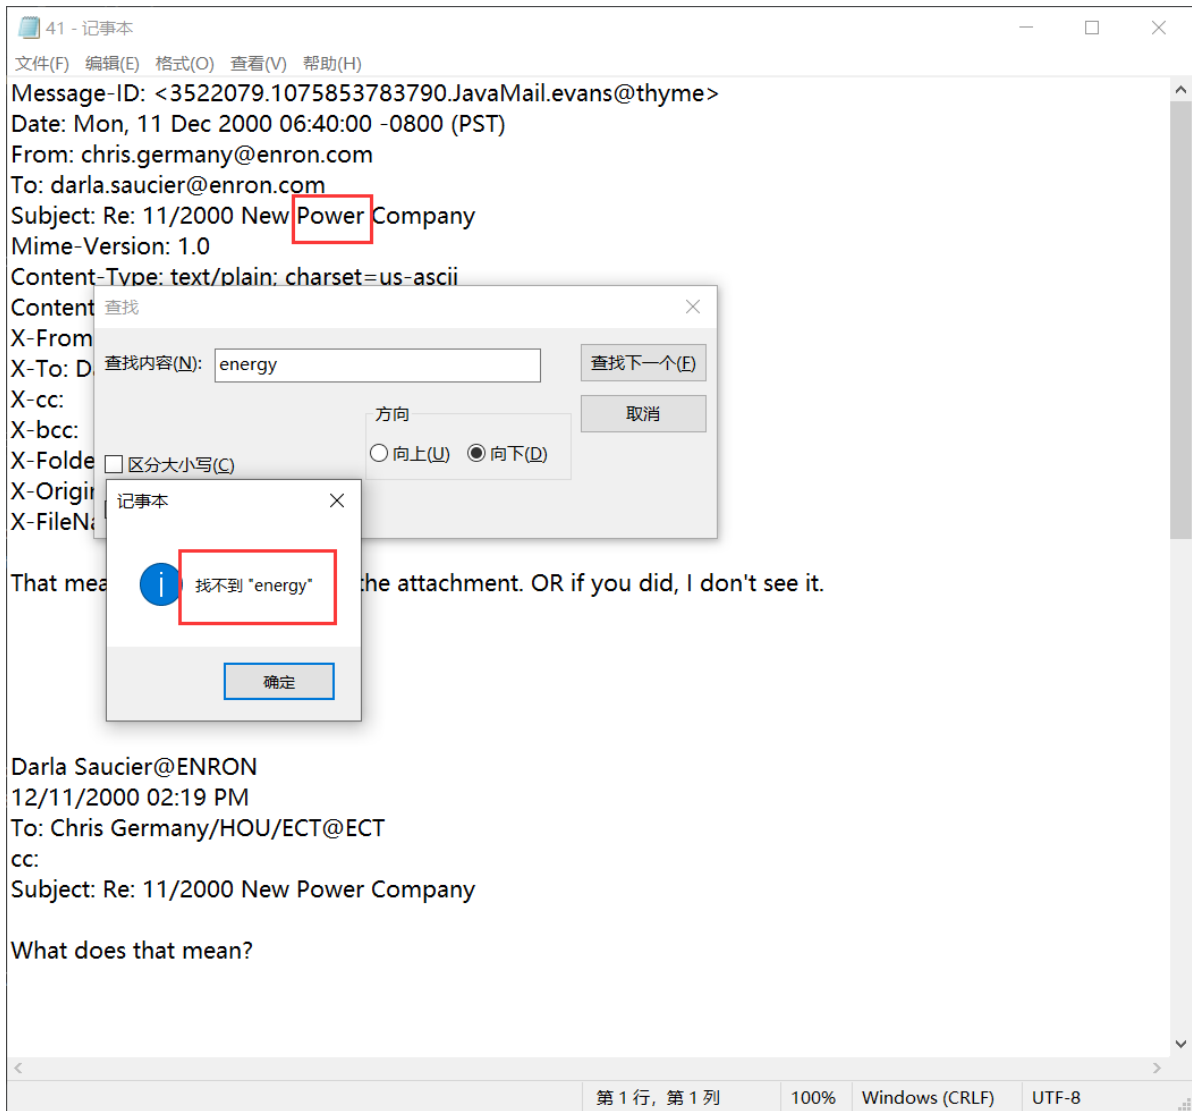 41 - 记事本
文件(F) 编辑(E) 格式(O) 查看(V) 帮助(H)
Message-ID: <3522079.1075853783790.JavaMail.evans@thyme>
Date: Mon, 11 Dec 2000 06:40:00 -0800 (PST)
From: chris.germany@enron.com
To: darla.saucier@enron.com
Subject: Re: 11/2000 New Power Company
Mime-Version: 1.0
Content-Type: text/plain; charset=us-ascii
Content
X-From
X-To: D
X-cc:
X-bcc:
X-Folde
X-Origi
X-FileNa
查找
查找内容(N): energy
查找下一个(F)
方向
取消
向上(U) 向下(D)
区分大小写(C)
记事本
找不到 "energy"
确定
That mea the attachment. OR if you did, I don't see it.
Darla Saucier@ENRON
12/11/2000 02:19 PM
To: Chris Germany/HOU/ECT@ECT
cc:
Subject: Re: 11/2000 New Power Company
What does that mean?
第 1 行，第 1 列 100% Windows (CRLF) UTF-8